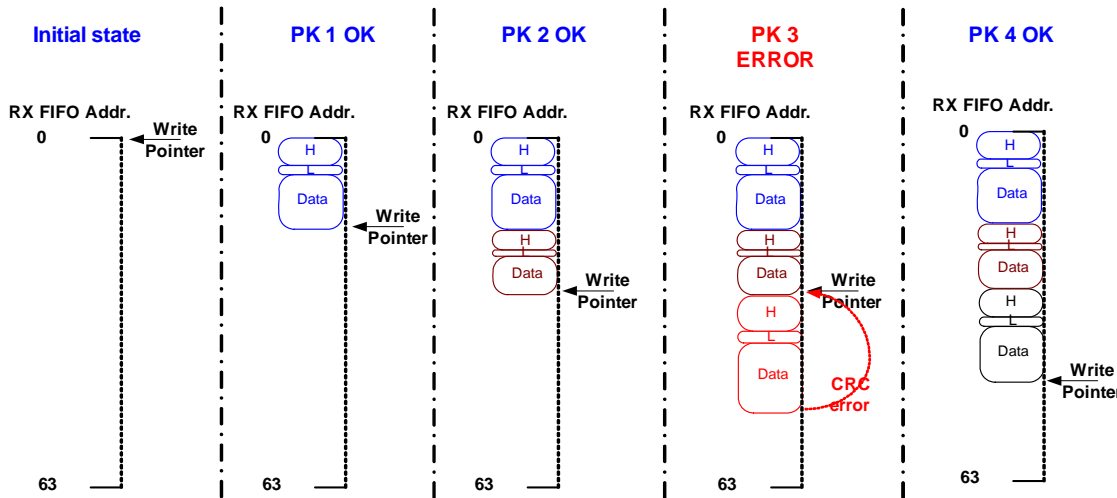 Initial state
RX FIFO Addr.
0
Write
Pointer
63
PK 1 OK
RX FIFO Addr.
0
H
L
Data
Write
Pointer
63
PK 2 OK
RX FIFO Addr.
0
H
L
Data
H
L
Data
Write
Pointer
63
PK 3
ERROR
RX FIFO Addr.
0
H
L
Data
H
L
Data
Write
Pointer
H
L
Data
CRC
error
63
PK 4 OK
RX FIFO Addr.
0
H
L
Data
H
L
Data
H
L
Data
Write
Pointer
63